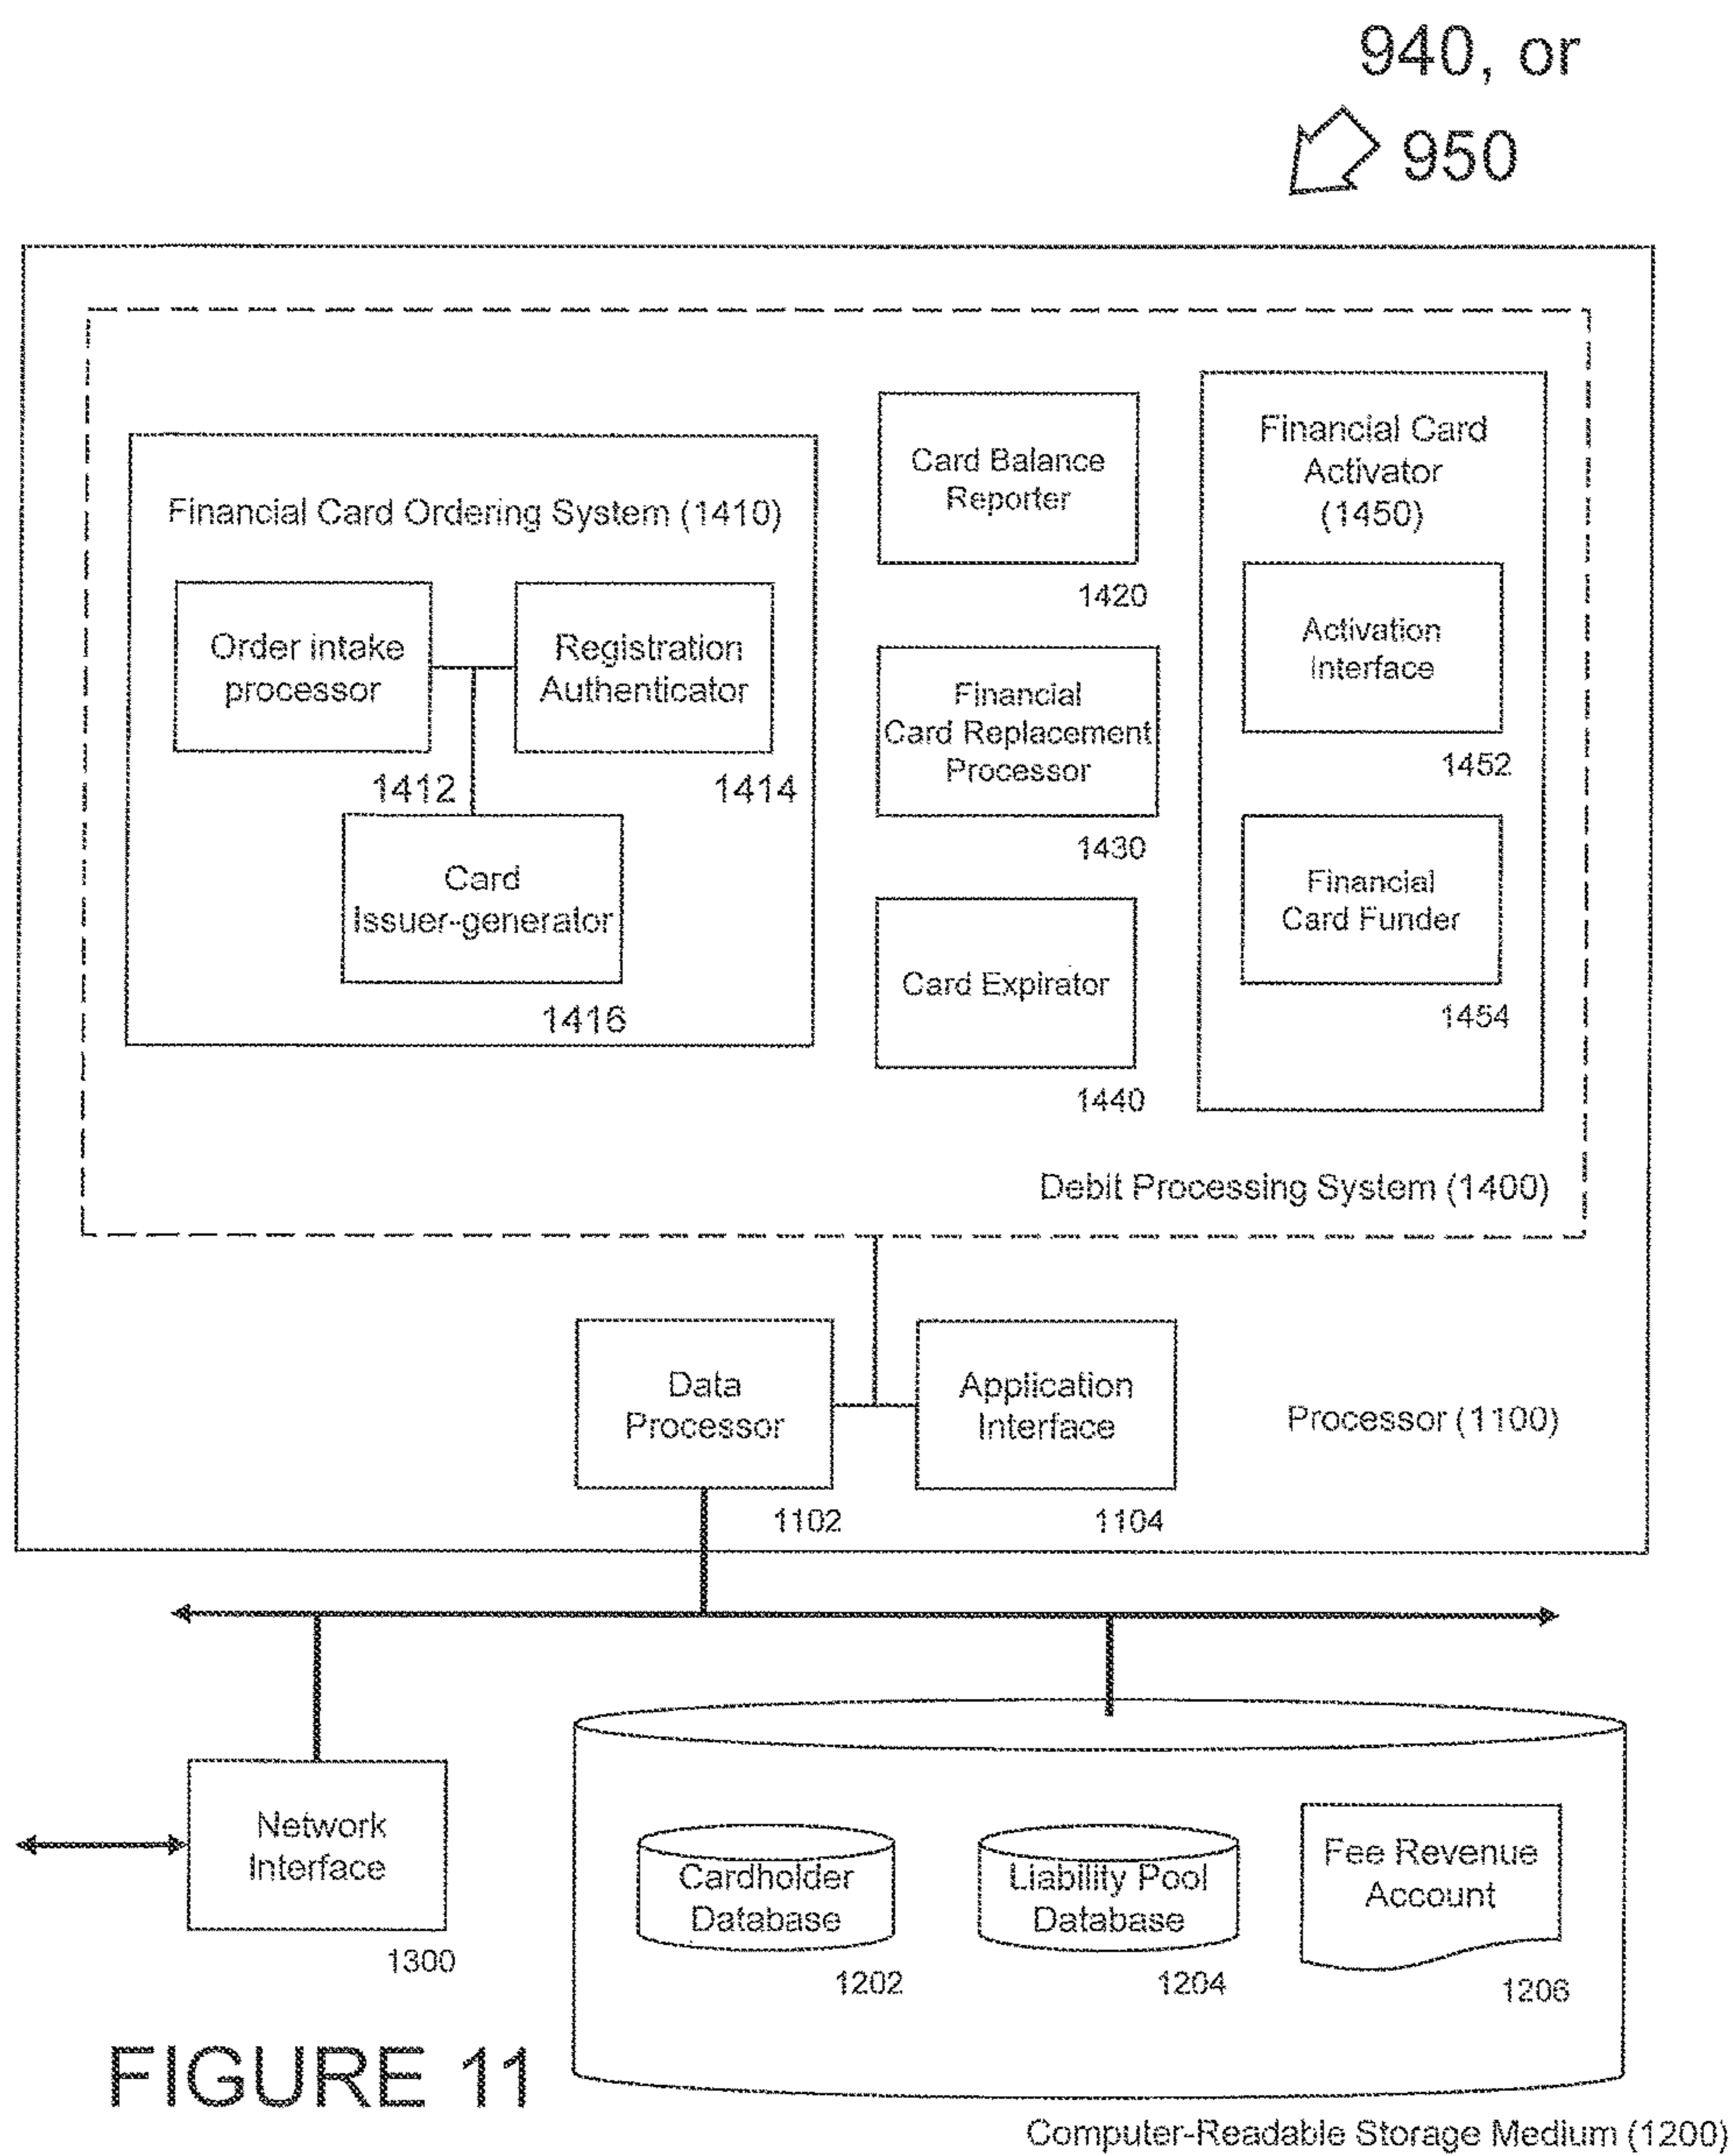 940, or
950
Financial Card Ordering System (1410)
Order intake
processor
1412
Registration
Authenticator
1414
Card
Issuer-generator
1416
Card Balance
Reporter
1420
Financial
Card Replacement
Processor
1430
Card Expirator
1440
Financial Card
Activator
(1450)
Activation
Interface
1452
Financial
Card Funder
1454
Debit Processing System (1400)
Data
Processor
1102
Application
Interface
1104
Processor (1100)
Network
Interface
1300
Cardholder
Database
1202
Liability Pool
Database
1204
Fee Revenue
Account
1206
Computer-Readable Storage Medium (1200)
FIGURE 11